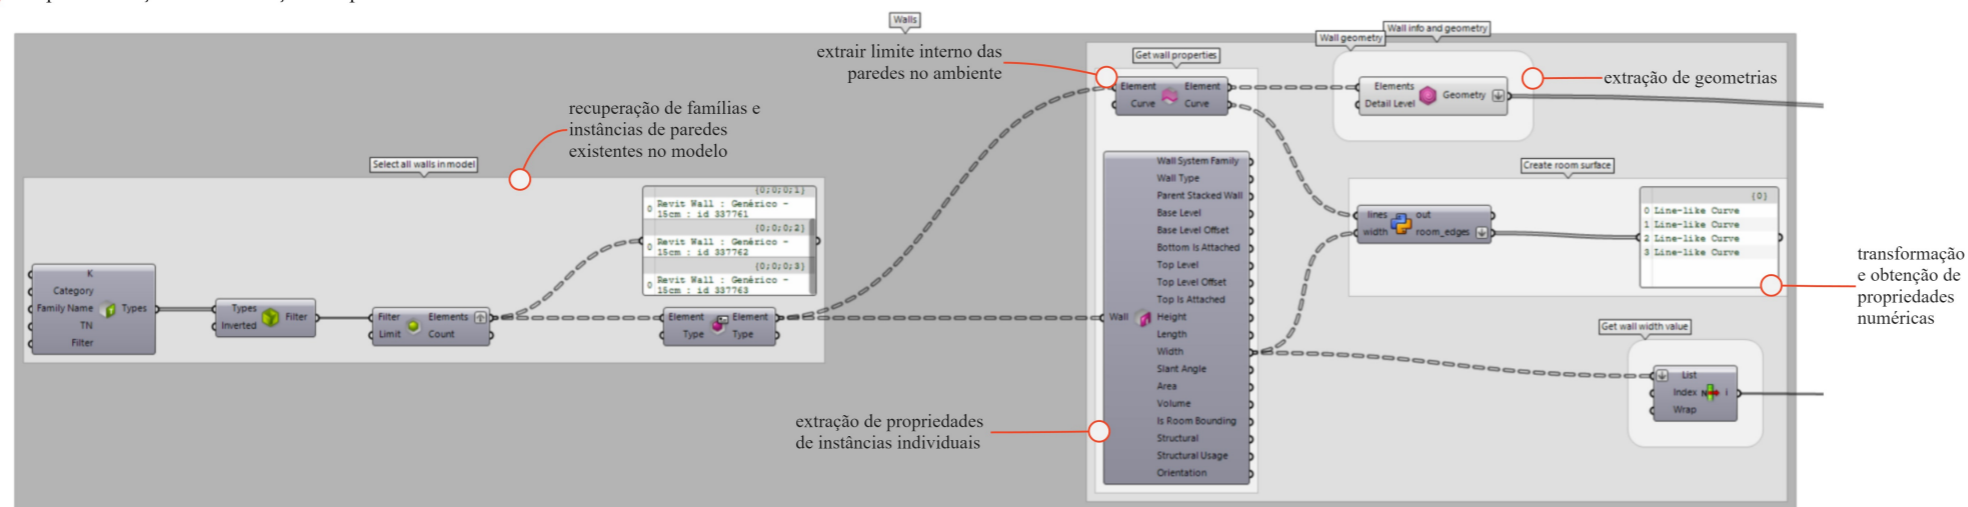 Walls
extrair limite interno das
paredes no ambiente
Get wall properties
Wall geometry
Wall info and geometry
Element
Curve
Element
Curve
Elements
Detail Level
Geometry
extração de geometrias
recuperação de famílias e
instâncias de paredes
existentes no modelo
Select all walls in model
{0;0;0;1}
0 Revit Wall : Genérico -
15cm : id 337761
{0;0;0;2}
0 Revit Wall : Genérico -
15cm : id 337762
{0;0;0;3}
0 Revit Wall : Genérico -
15cm : id 337763
K
Category
Family Name
TN
Filter
Types
Types
Inverted
Filter
Filter
Limit
Elements
Count
Element
Type
Element
Type
Wall
Wall System Family
Wall Type
Parent Stacked Wall
Base Level
Base Level Offset
Bottom Is Attached
Top Level
Top Level Offset
Top Is Attached
Height
Length
Width
Slant Angle
Area
Volume
Is Room Bounding
Structural
Structural Usage
Orientation
extração de propriedades
de instâncias individuais
Create room surface
lines
width
out
room_edges
{0}
0 Line-like Curve
1 Line-like Curve
2 Line-like Curve
3 Line-like Curve
transformação
e obtenção de
propriedades
numéricas
Get wall width value
List
Index
Wrap
i